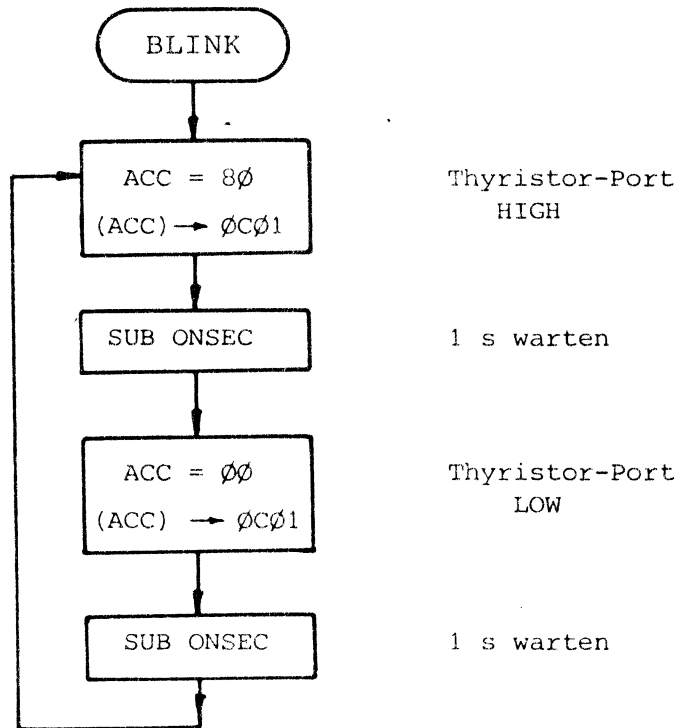 BLINK
ACC = 8Ø
(ACC) → ØCØ1
Thyristor-Port
HIGH
SUB ONSEC
1 s warten
ACC = ØØ
(ACC) → ØCØ1
Thyristor-Port
LOW
SUB ONSEC
1 s warten